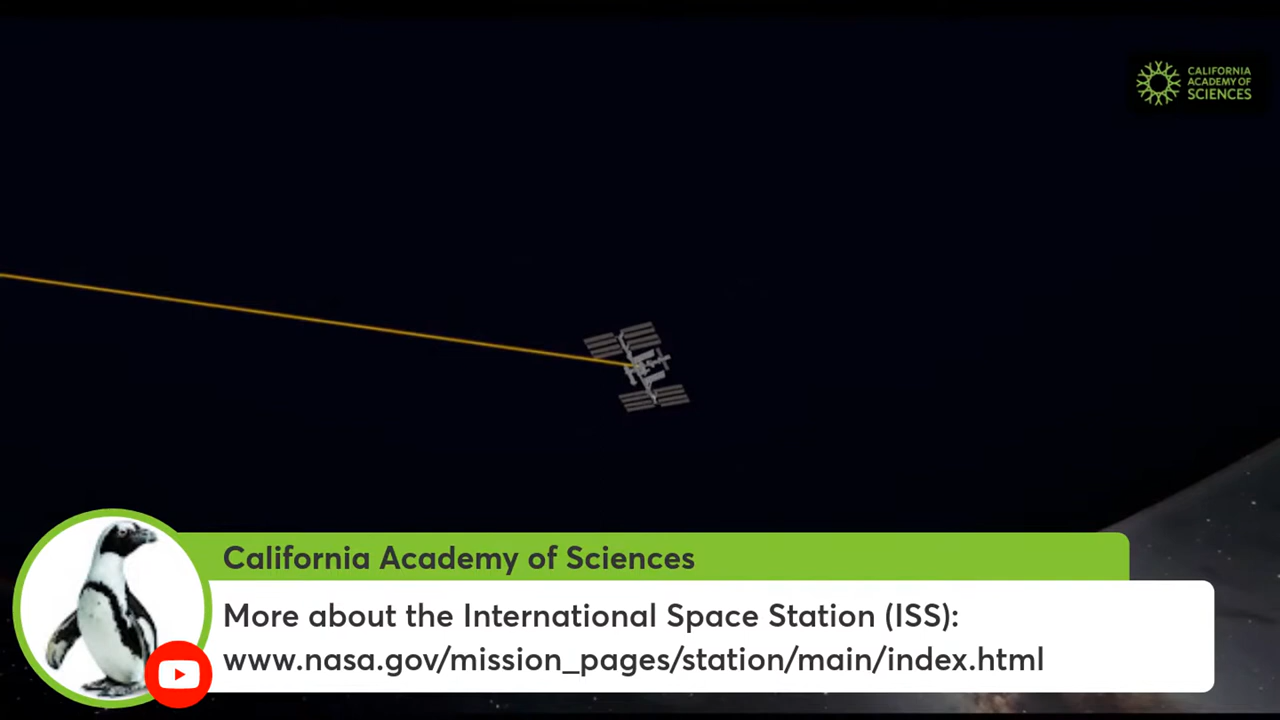 CALIFORNIA
ACADEMY OF
SCIENCES
California Academy of Sciences
More about the International Space Station (ISS):
www.nasa.gov/mission_pages/station/main/index.html